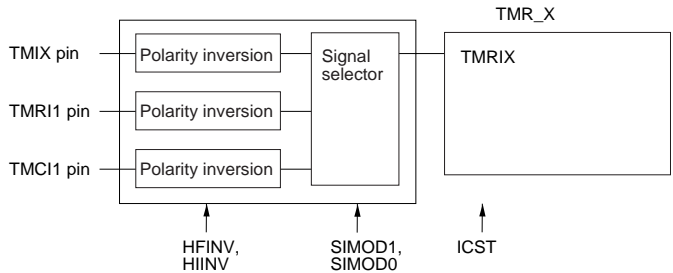 TMR_X
TMIX pin
Polarity inversion
Signal
selector
TMRIX
TMRI1 pin
Polarity inversion
TMCI1 pin
Polarity inversion
HFINV,
HIINV
SIMOD1,
SIMOD0
ICST